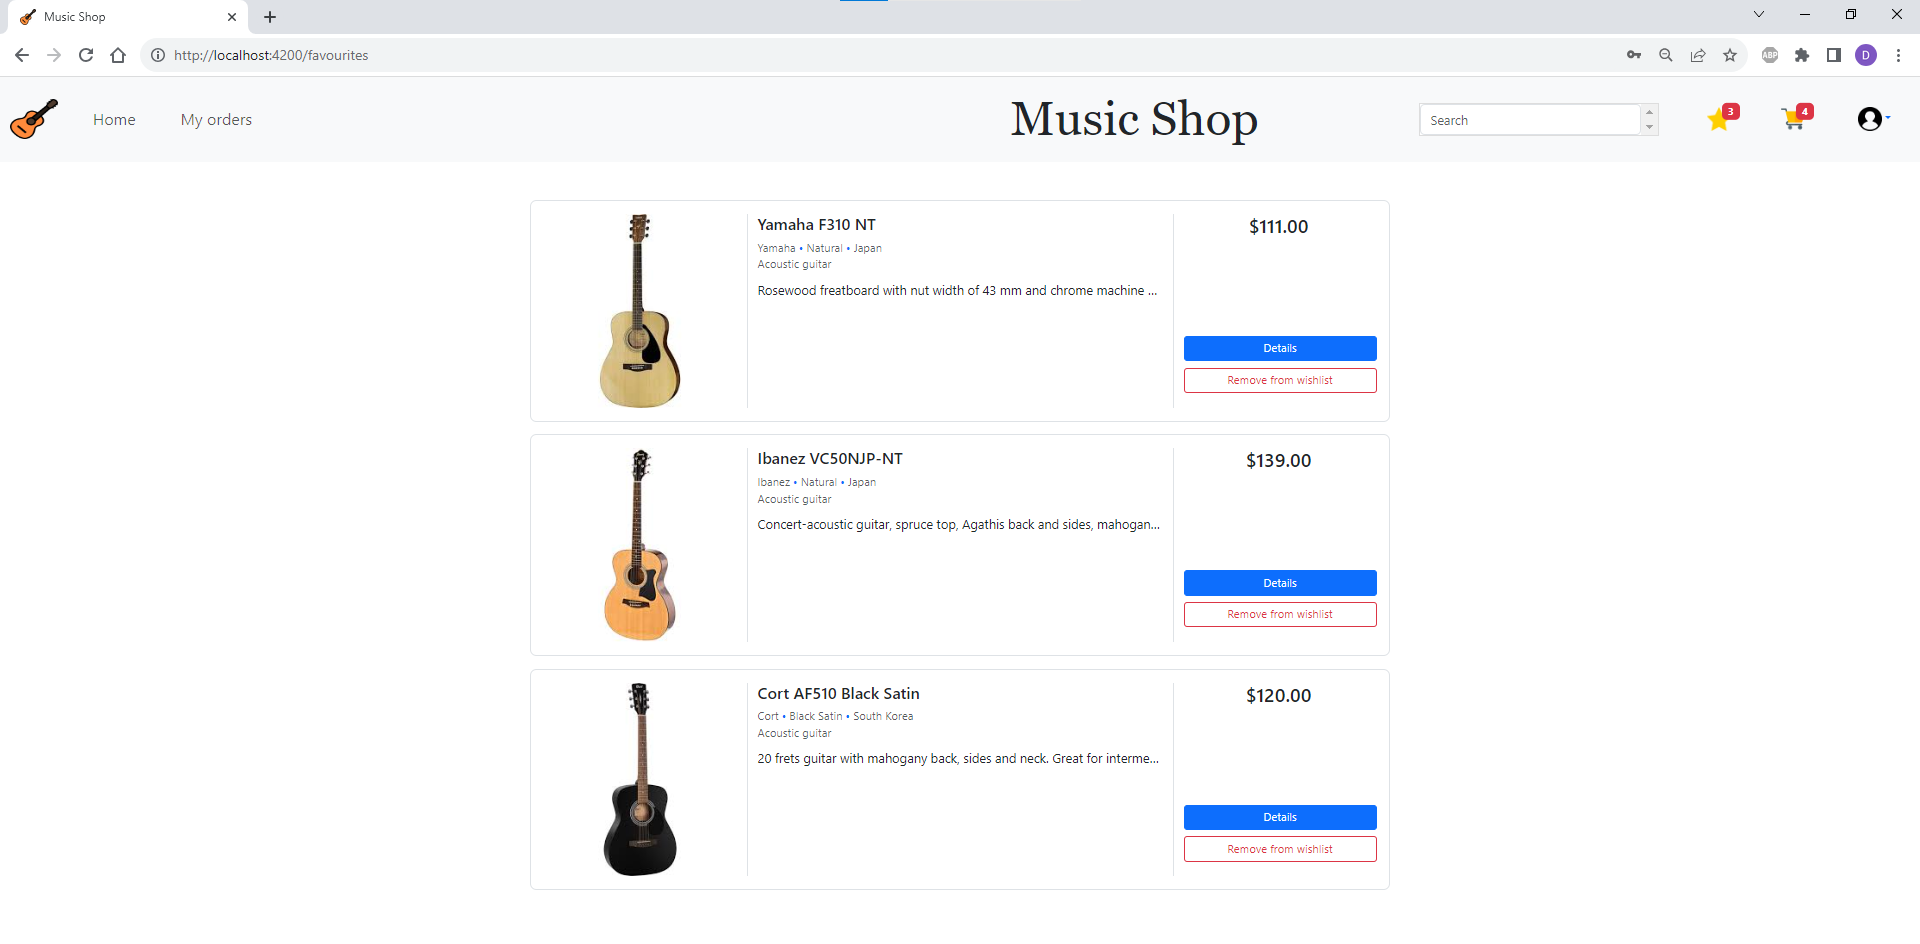 Music Shop
http://localhost:4200/favourites
ABP
D
Home
My orders
Music Shop
Search
3
4
Yamaha F310 NT
$111.00
Yamaha • Natural • Japan
Acoustic guitar
Rosewood freatboard with nut width of 43 mm and chrome machine ...
Details
Remove from wishlist
Ibanez VC50NJP-NT
$139.00
Ibanez • Natural • Japan
Acoustic guitar
Concert-acoustic guitar, spruce top, Agathis back and sides, mahogan...
Details
Remove from wishlist
Cort AF510 Black Satin
$120.00
Cort • Black Satin • South Korea
Acoustic guitar
20 frets guitar with mahogany back, sides and neck. Great for interme...
Details
Remove from wishlist